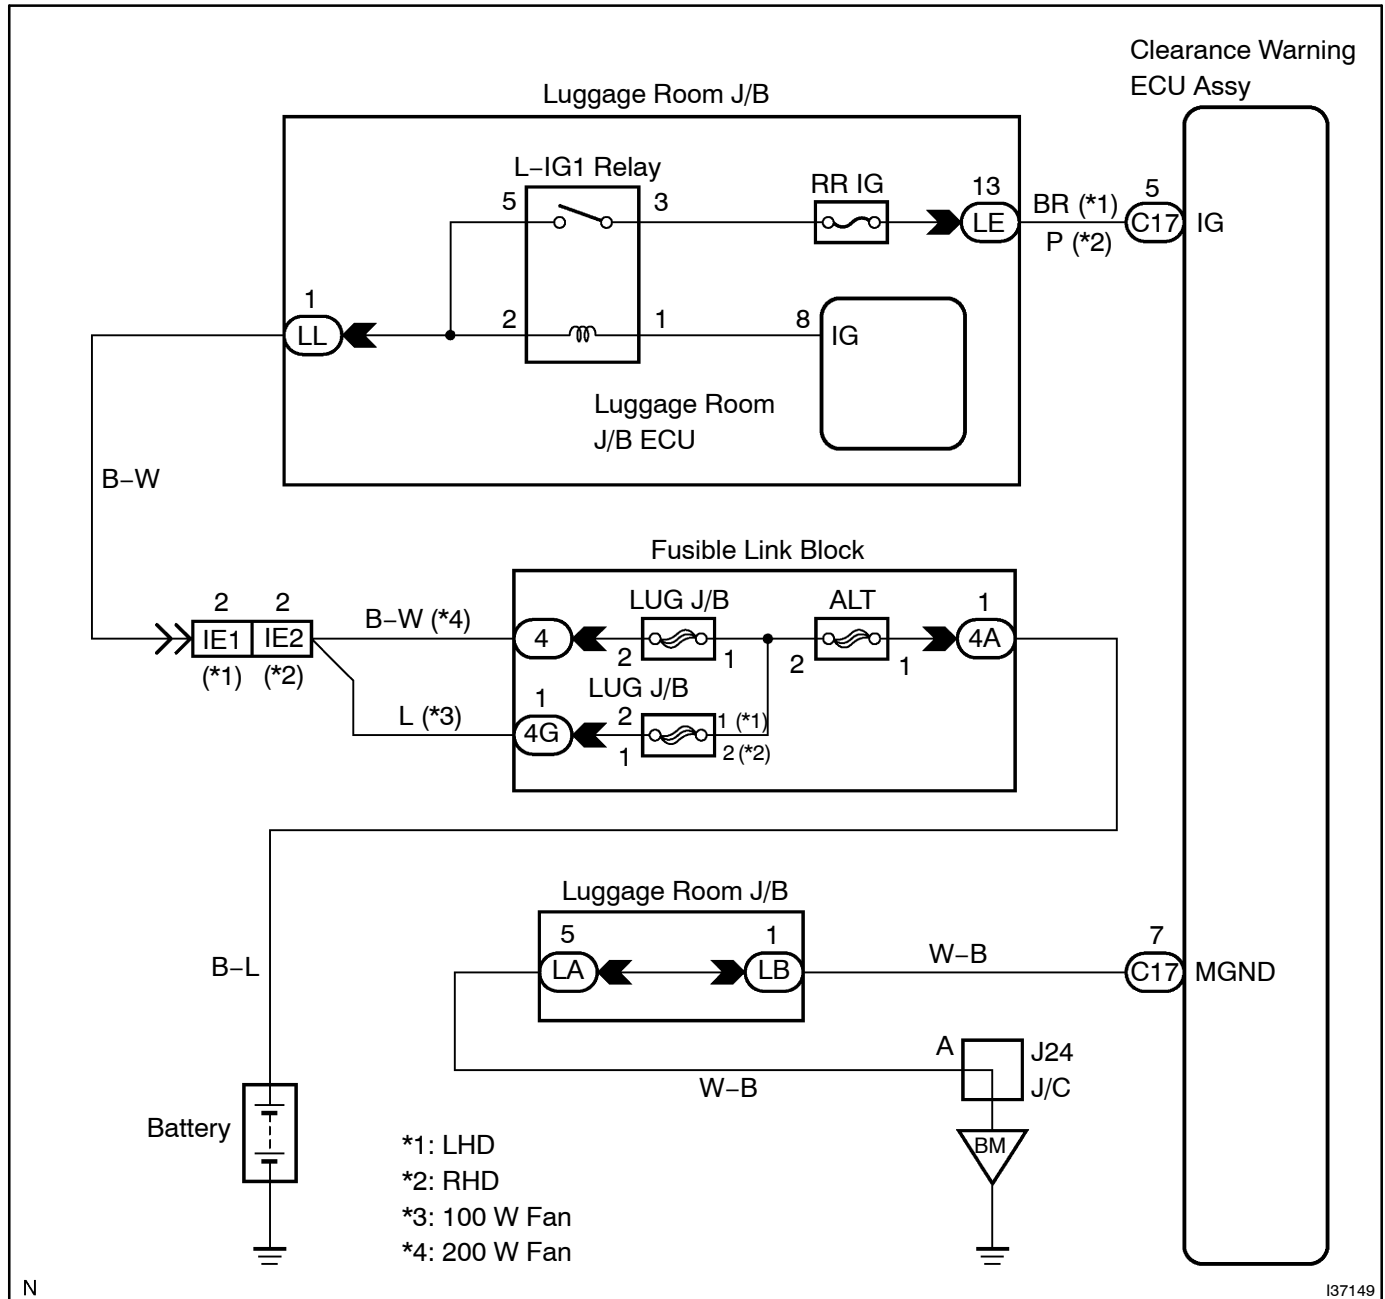 Clearance Warning
ECU Assy
Luggage Room J/B
L−IG1 Relay
RR IG
5
3
13
LE
BR (*1)
P (*2)
5
C17
IG
1
LL
2
1
8
IG
Luggage Room
J/B ECU
B−W
Fusible Link Block
2
2
IE1
IE2
(*1)
(*2)
B−W (*4)
4
LUG J/B
2
1
ALT
2
1
1
4A
L (*3)
1
4G
LUG J/B
2
1
1 (*1)
2 (*2)
Luggage Room J/B
5
LA
1
LB
W−B
7
C17
MGND
B−L
A
J24
J/C
W−B
BM
Battery
*1: LHD
*2: RHD
*3: 100 W Fan
*4: 200 W Fan
N
I37149